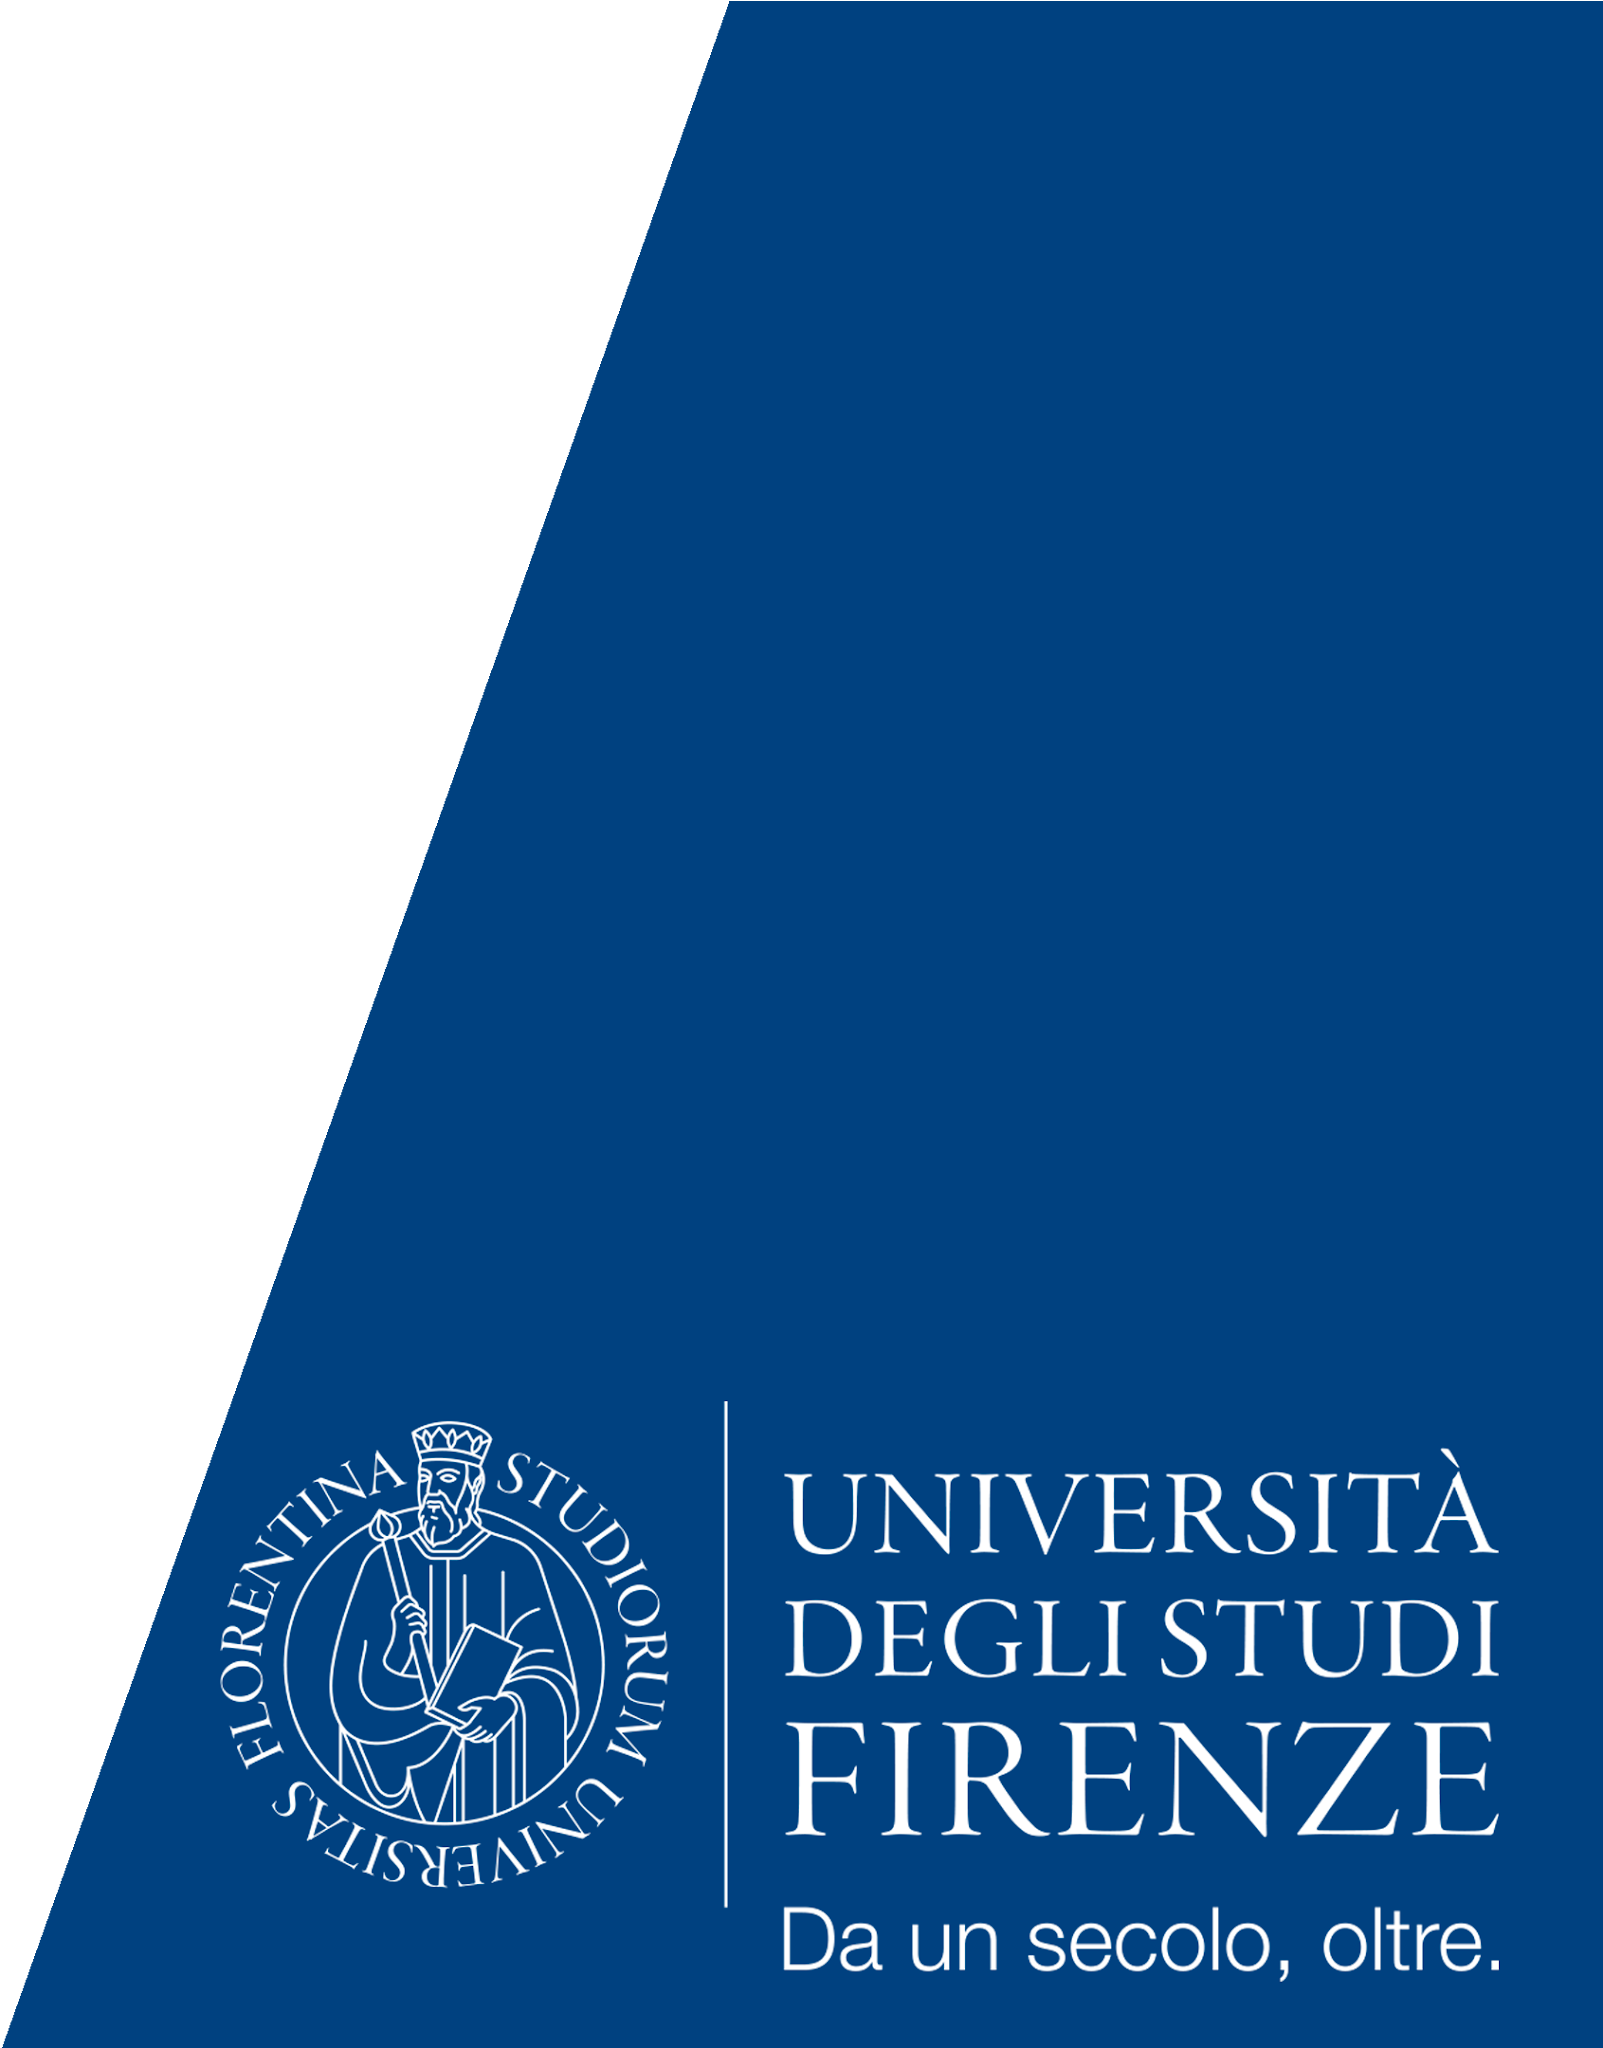 FLORENTINA STUDIORUM UNIVERSITAS
UNIVERSITÀ
DEGLI STUDI
FIRENZE
Da un secolo, oltre.